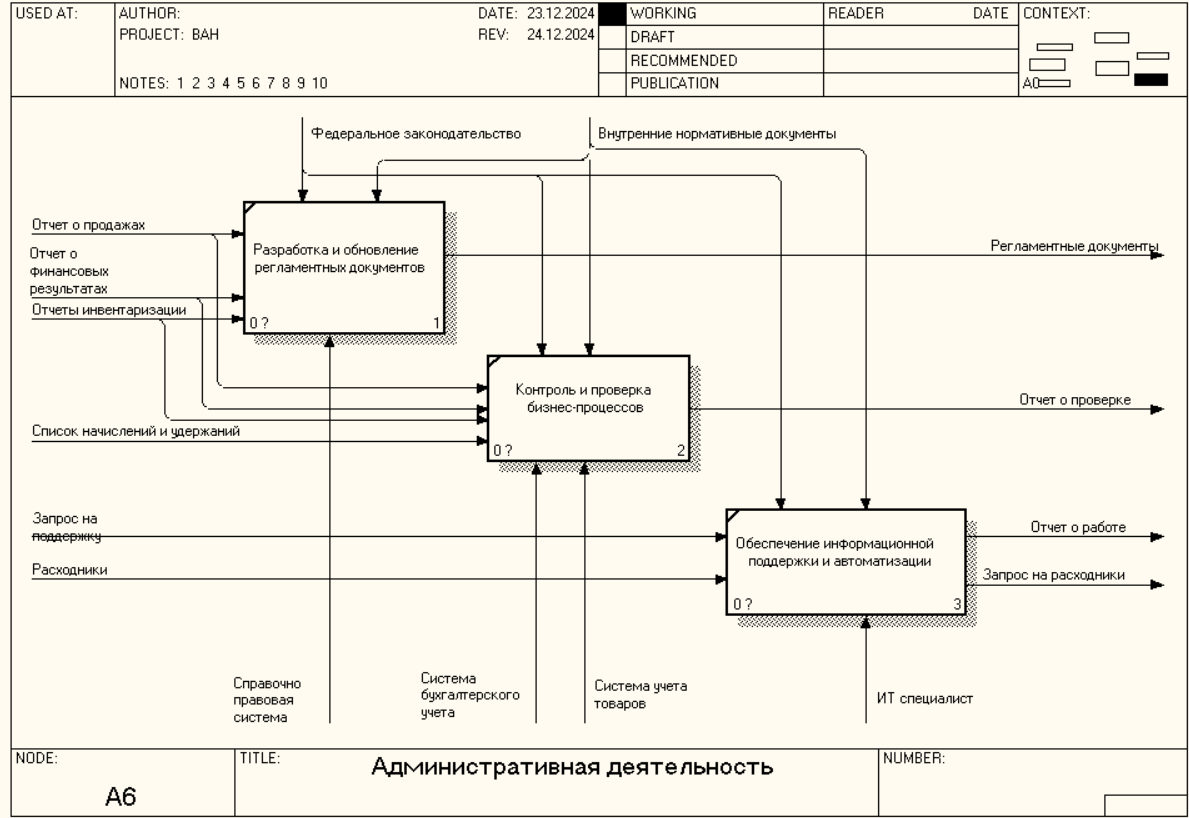 USED AT:
AUTHOR:
DATE: 23.12.2024
PROJECT: ВАН
REV: 24.12.2024
NOTES: 1 2 3 4 5 6 7 8 9 10
WORKING
DRAFT
RECOMMENDED
PUBLICATION
READER
DATE
CONTEXT:
A0
Федеральное законодательство
Внутренние нормативные документы
Отчет о продажах
Отчет о
финансовых
результатах
Отчеты инвентаризации
Разработка и обновление
регламентных документов
0 ?
1
Регламентные документы
Контроль и проверка
бизнес-процессов
0 ?
2
Отчет о проверке
Список начислений и удержаний
Запрос на
поддержку
Расходники
Обеспечение информационной
поддержки и автоматизации
0 ?
3
Отчет о работе
Запрос на расходники
Справочно
правовая
система
Система
бухгалтерского
учета
Система учета
товаров
ИТ специалист
NODE:
A6
TITLE:
Административная деятельность
NUMBER: